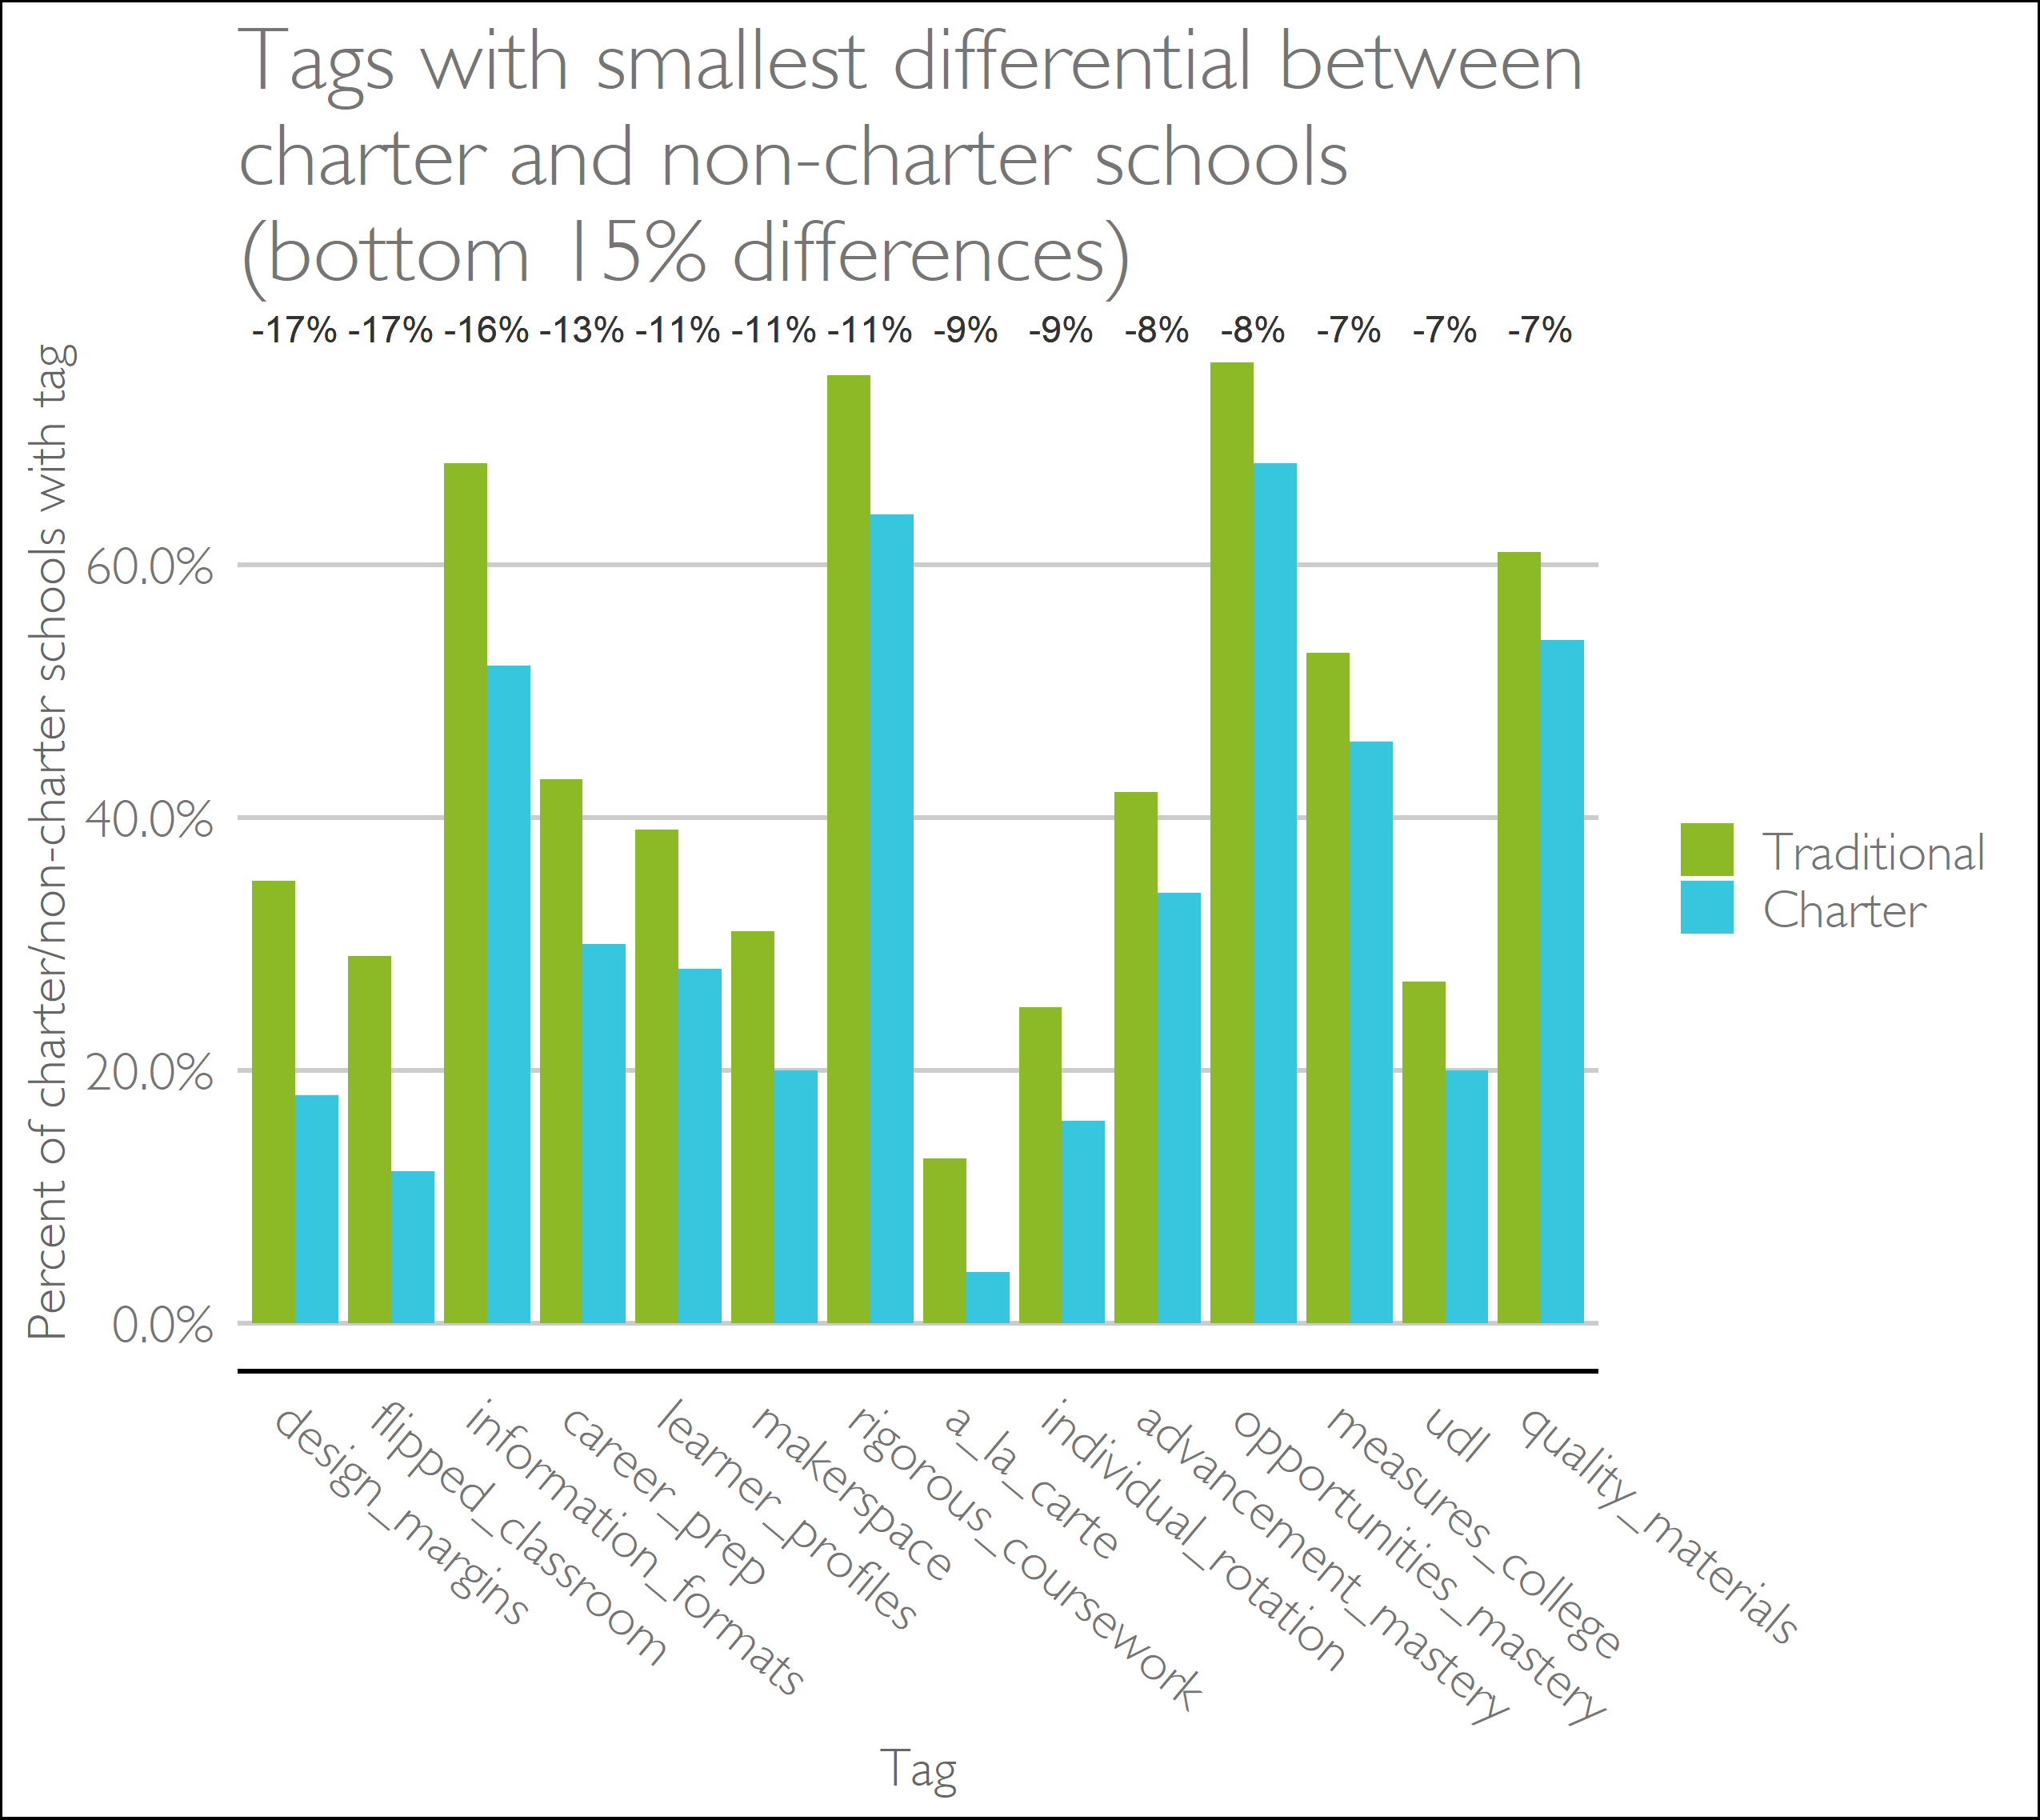 Tags with smallest differential between
charter and non-charter schools
(bottom 15% differences)
-17% -17% -16% -13% -11% -11% -11% -9% -9% -8% -8% -7% -7% -7%
Percent of charter/non-charter schools with tag
60.0%
40.0%
20.0%
0.0%
Traditional
Charter
design_margins
flipped_classroom
information_formats
career_prep
learner_profiles
makerspace
rigorous_coursework
a_la_carte
individual_rotation
advancement_mastery
opportunities_mastery
measures_college
udl
quality_materials
Tag